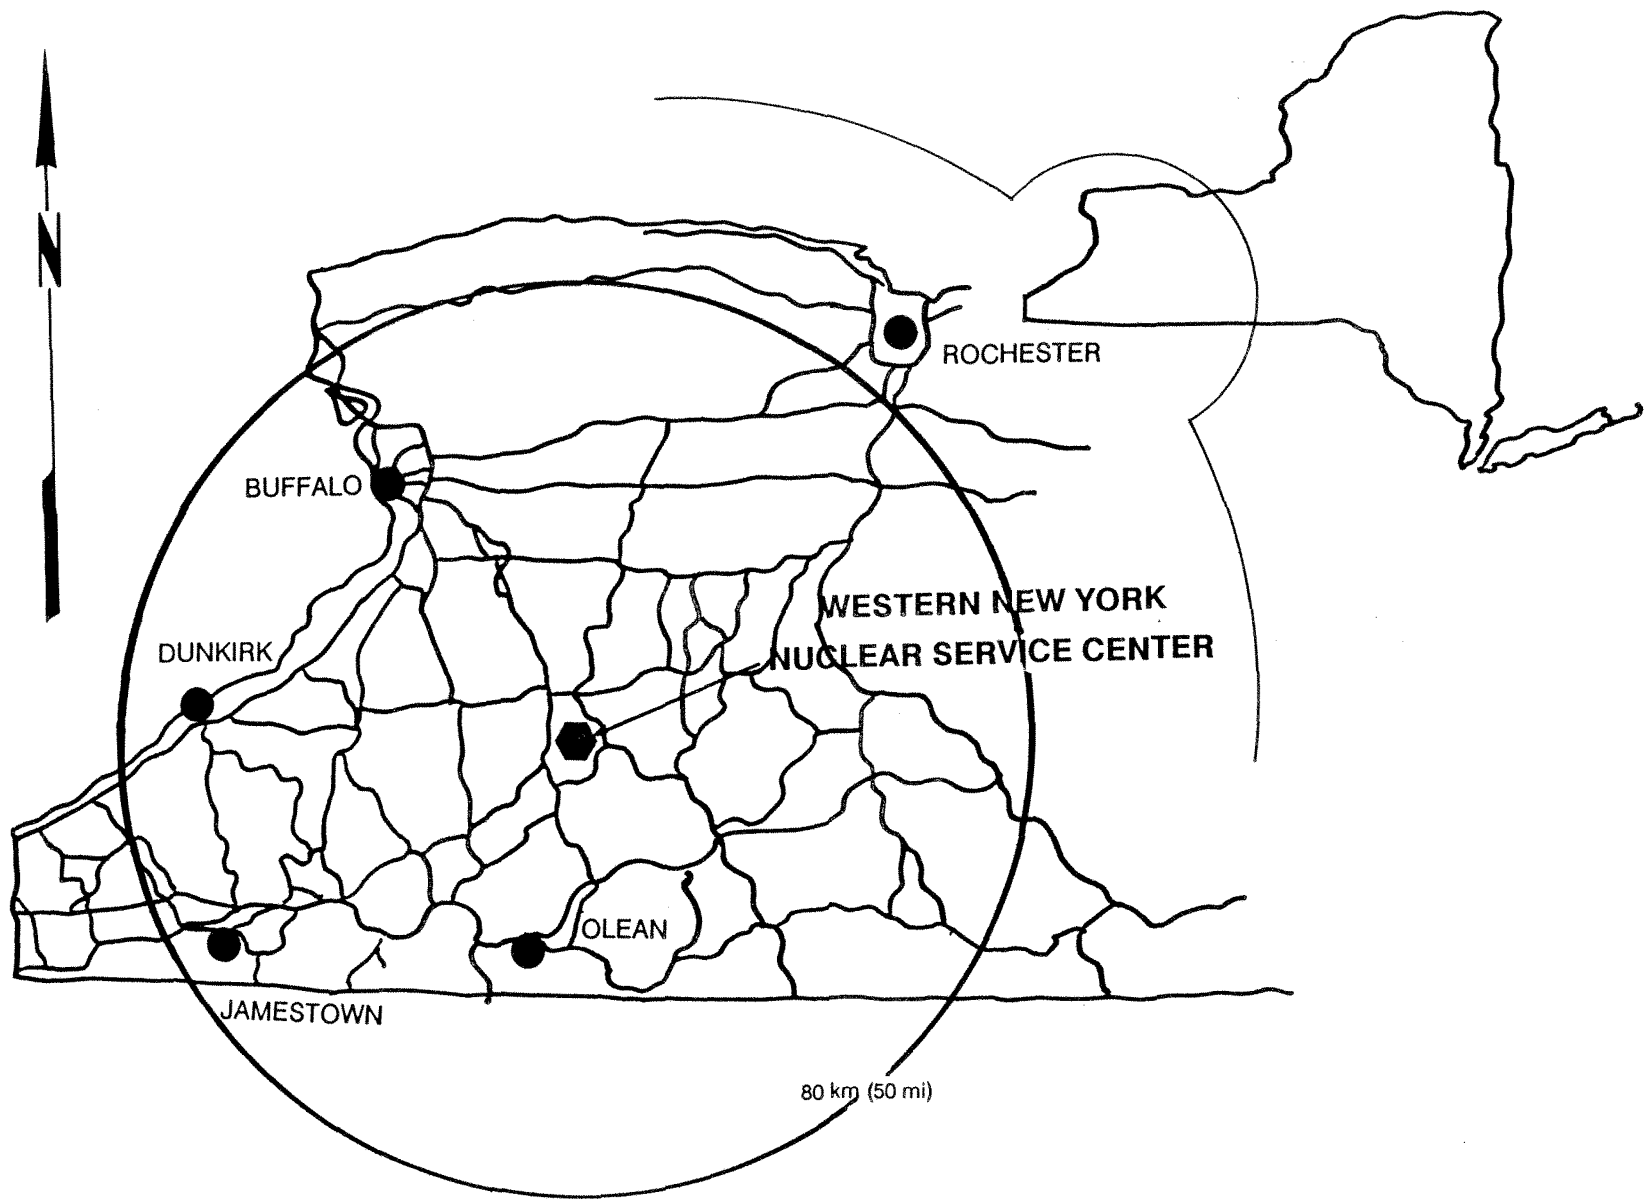 N
ROCHESTER
BUFFALO
WESTERN NEW YORK
NUCLEAR SERVICE CENTER
DUNKIRK
OLEAN
JAMESTOWN
80 km (50 mi)